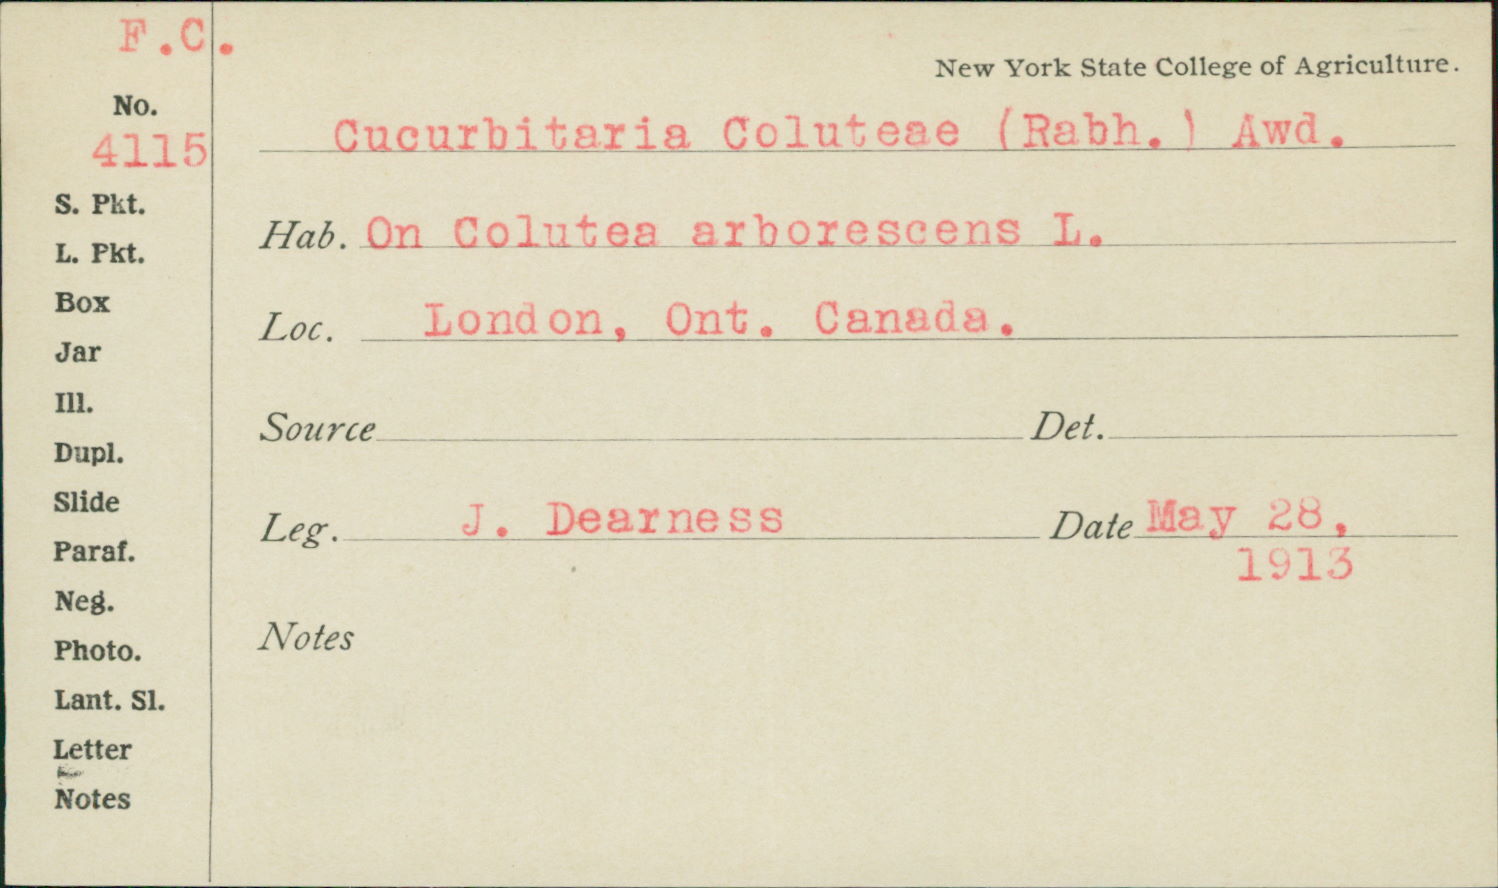 F.C.
New York State College of Agriculture.
No.
4115
Cucurbitaria Coluteae (Rabh.) Awd.
S. Pkt.
Hab. On Colutea arborescens L.
L. Pkt.
Box
Loc. London, Ont. Canada.
Jar
Ill.
Source Det.
Dupl.
Slide
Leg. J. Dearness Date May 28,
1913
Paraf.
Neg.
Notes
Photo.
Lant. Sl.
Letter
Notes